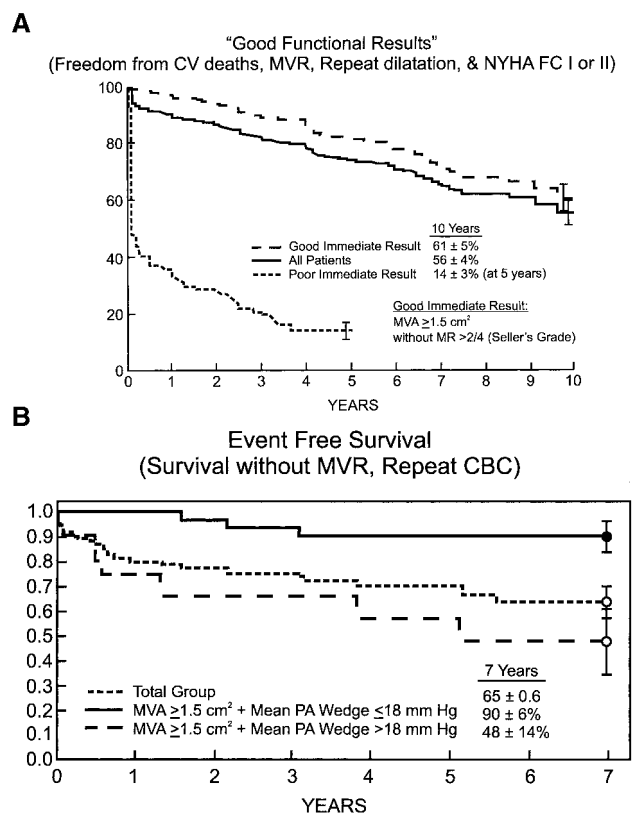 A
“Good Functional Results”
(Freedom from CV deaths, MVR, Repeat dilatation, & NYHA FC I or II)
100
80
60
40
20
0
10 Years
Good Immediate Result 61 ± 5%
All Patients 56 ± 4%
Poor Immediate Result 14 ± 3% (at 5 years)
Good Immediate Result:
MVA ≥1.5 cm²
without MR >2/4 (Seller's Grade)
0 1 2 3 4 5 6 7 8 9 10
YEARS
B
Event Free Survival
(Survival without MVR, Repeat CBC)
1.0
0.9
0.8
0.7
0.6
0.5
0.4
0.3
0.2
0.1
0.0
7 Years
Total Group 65 ± 0.6
MVA ≥1.5 cm² + Mean PA Wedge ≤18 mm Hg 90 ± 6%
MVA ≥1.5 cm² + Mean PA Wedge >18 mm Hg 48 ± 14%
0 1 2 3 4 5 6 7
YEARS